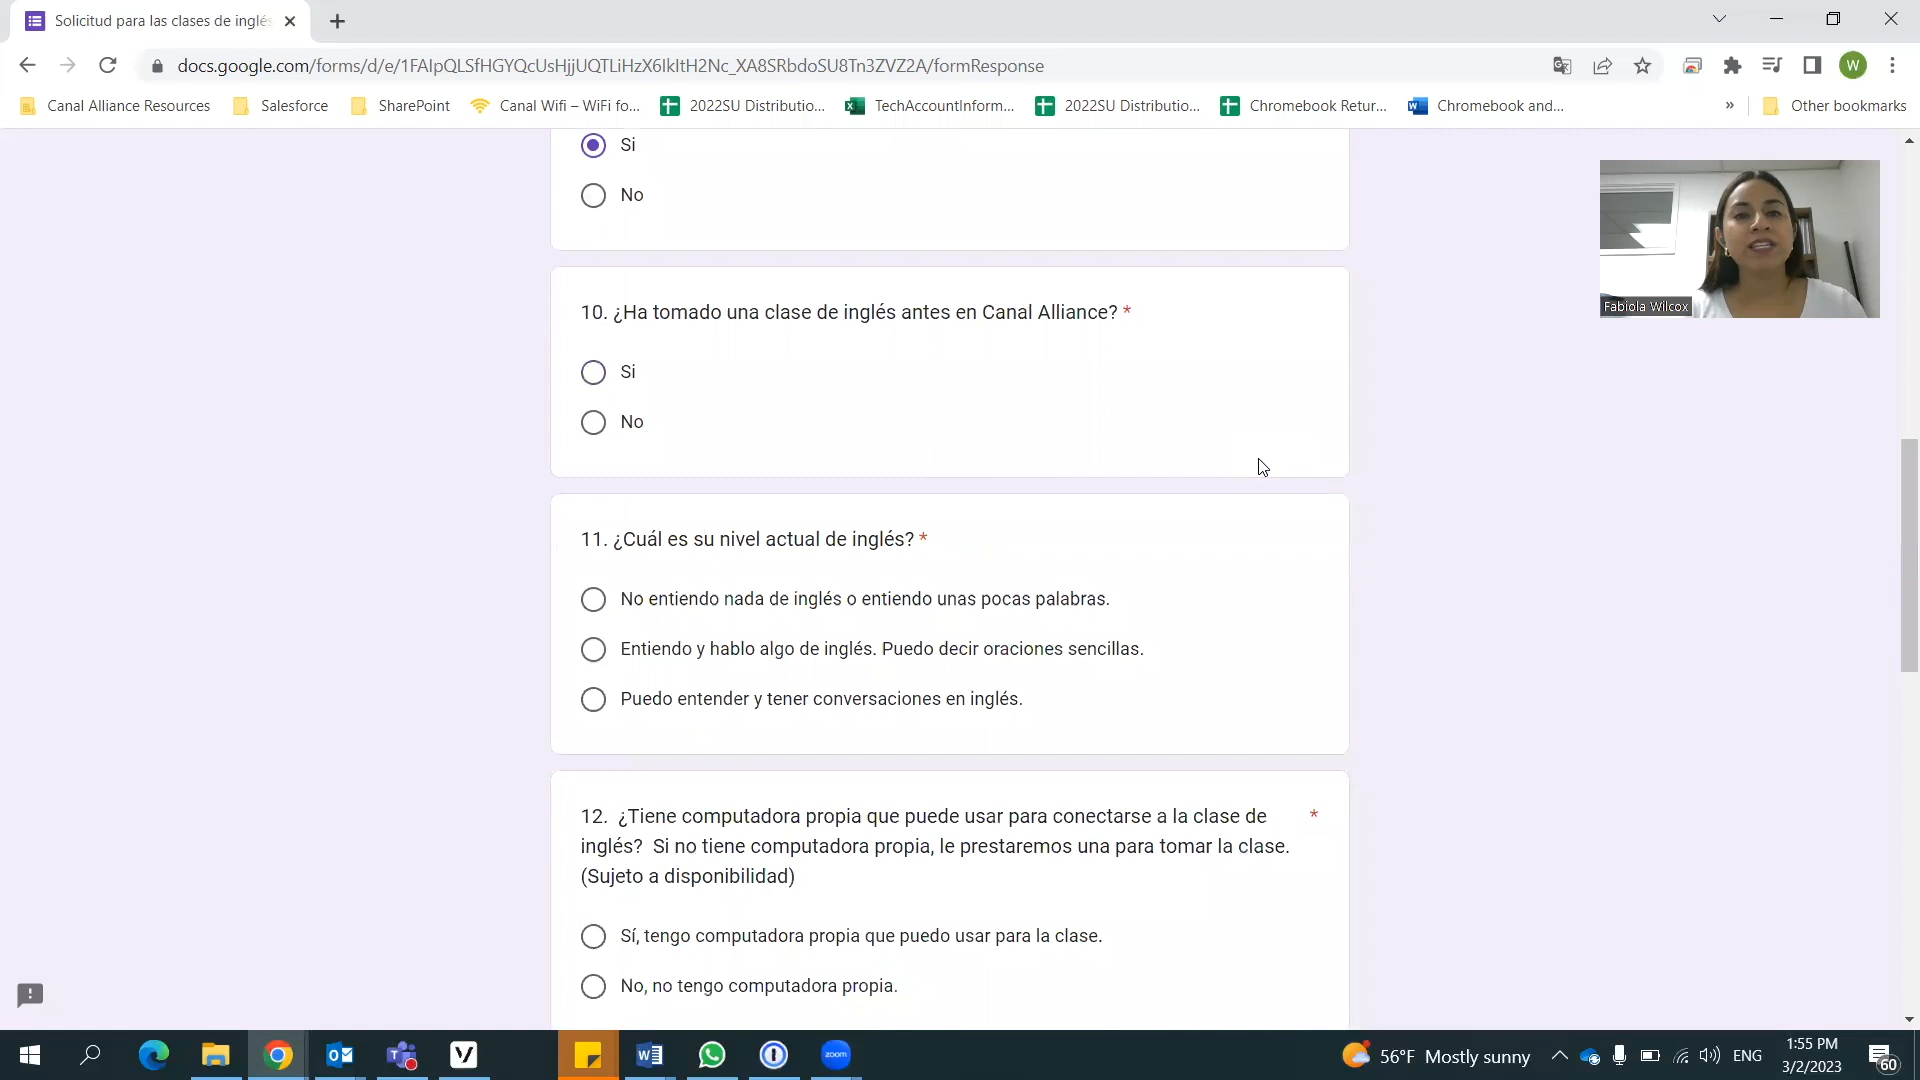 Solicitud para las clases de inglés
docs.google.com/forms/d/e/1FAIpQLSfHGYQcUsHjjUQTLiHzX6IkItH2Nc_XA8SRbdoSU8Tn3ZVZ2A/formResponse
W
Canal Alliance Resources
Salesforce
SharePoint
Canal Wifi – WiFi fo...
2022SU Distributio...
TechAccountInform...
2022SU Distributio...
Chromebook Retur...
Chromebook and...
»
Other bookmarks
Si
No
Fabiola Wilcox
10. ¿Ha tomado una clase de inglés antes en Canal Alliance? *
Si
No
11. ¿Cuál es su nivel actual de inglés? *
No entiendo nada de inglés o entiendo unas pocas palabras.
Entiendo y hablo algo de inglés. Puedo decir oraciones sencillas.
Puedo entender y tener conversaciones en inglés.
12. ¿Tiene computadora propia que puede usar para conectarse a la clase de *
inglés? Si no tiene computadora propia, le prestaremos una para tomar la clase.
(Sujeto a disponibilidad)
Sí, tengo computadora propia que puedo usar para la clase.
No, no tengo computadora propia.
zoom
56°F Mostly sunny
ENG
1:55 PM
3/2/2023
60